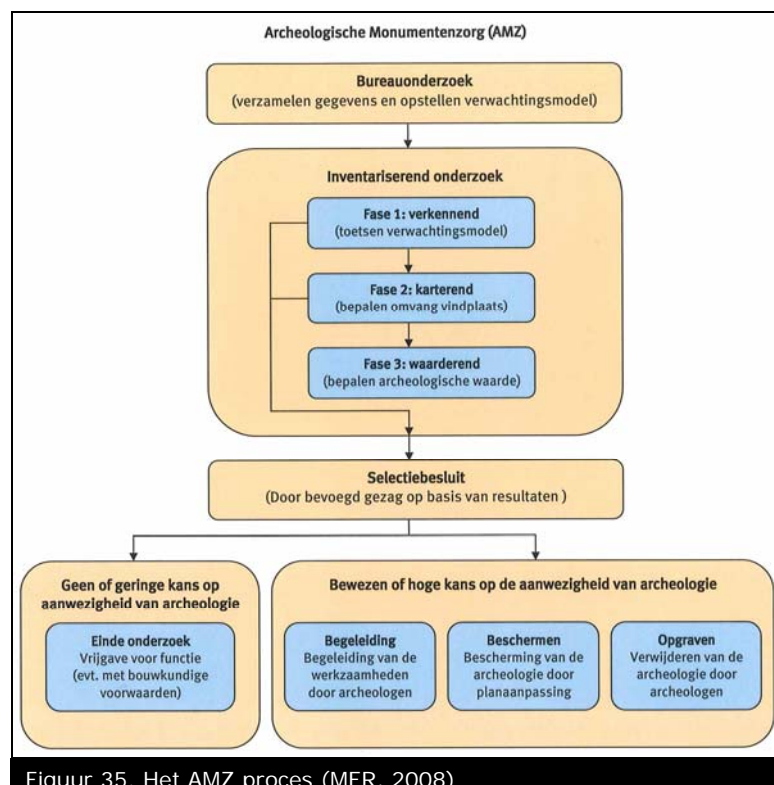 Archeologische Monumentenzorg (AMZ)
Bureauonderzoek
(verzamelen gegevens en opstellen verwachtingsmodel)
Inventariserend onderzoek
Fase 1: verkennend
(toetsen verwachtingsmodel)
Fase 2: karterend
(bepalen omvang vindplaats)
Fase 3: waarderend
(bepalen archeologische waarde)
Selectiebesluit
(Door bevoegd gezag op basis van resultaten )
Geen of geringe kans op
aanwezigheid van archeologie
Einde onderzoek
Vrijgave voor functie
(evt. met bouwkundige
voorwaarden)
Bewezen of hoge kans op de aanwezigheid van archeologie
Begeleiding
Begeleiding van de
werkzaamheden
door archeologen
Beschermen
Bescherming van de
archeologie door
planaanpassing
Opgraven
Verwijderen van de
archeologie door
archeologen
Figuur 35. Het AMZ proces (MER, 2008)